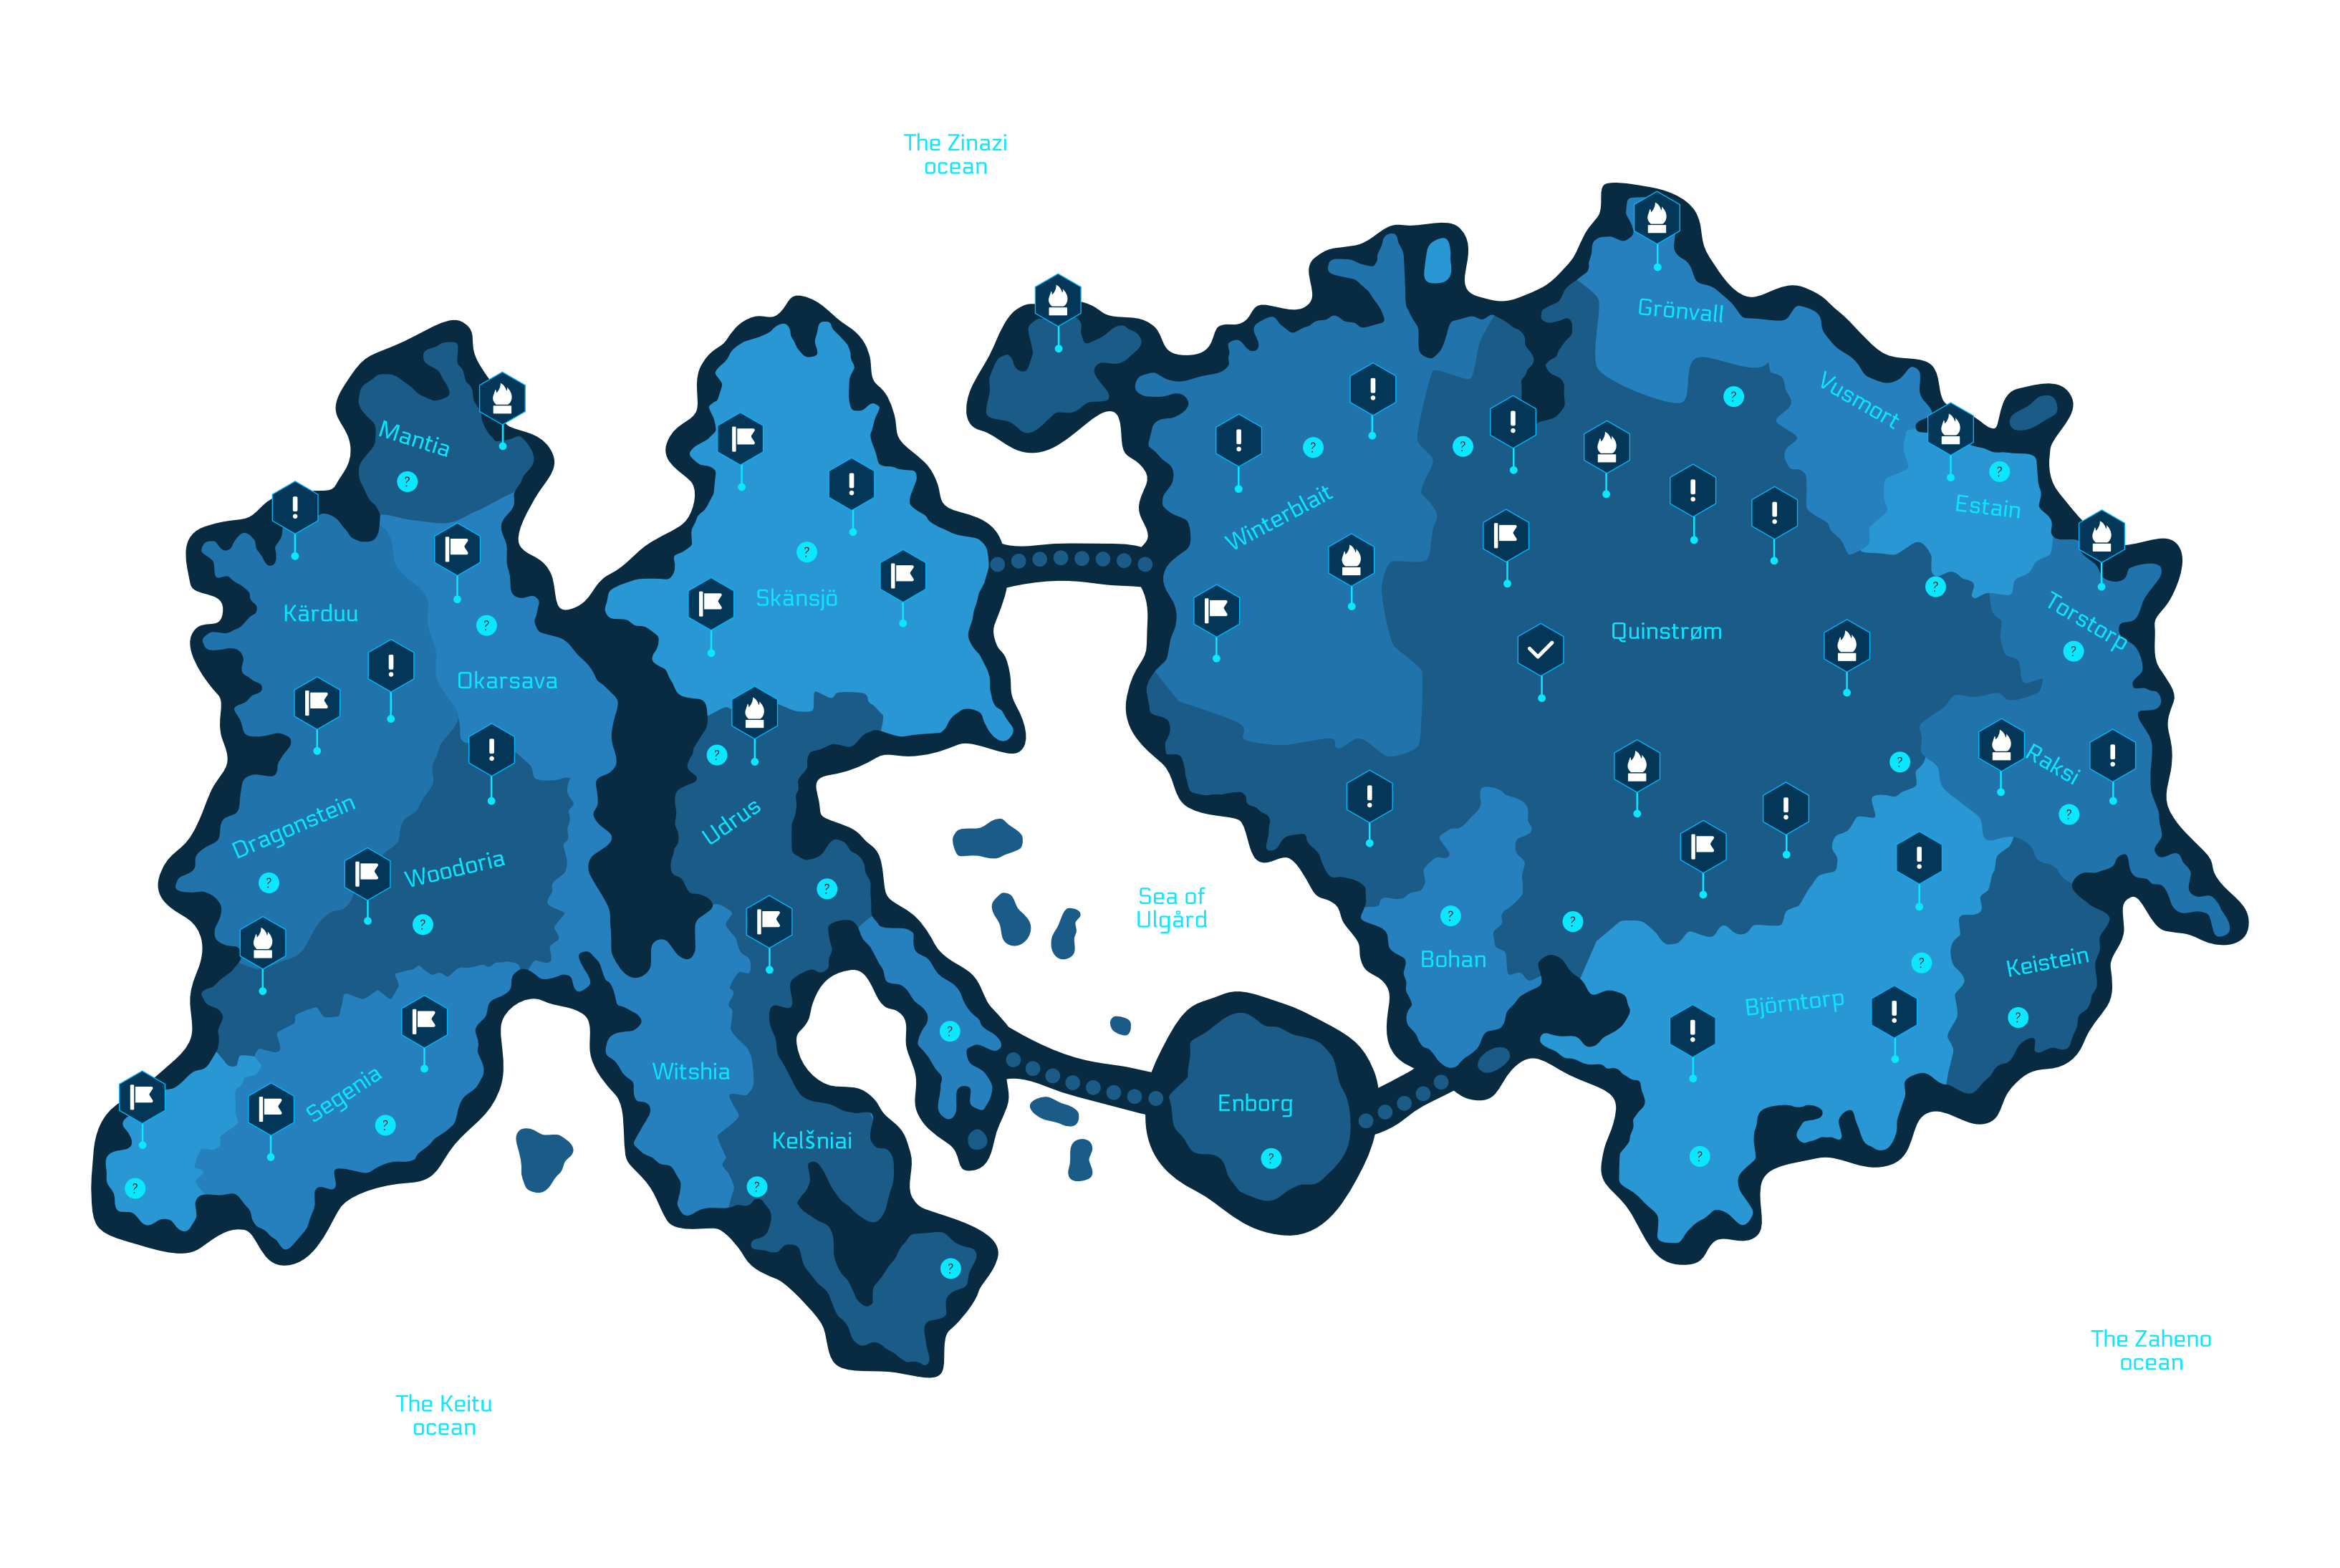 The Zinazi
ocean
Grönvall
Vusmort
Mantia
Estain
Winterblait
Skänsjö
Kärduu
Torstorp
Quinstrøm
Okarsava
Raksi
Udrus
Dragonstein
Woodoria
Sea of
Ulgård
Bohan
Keistein
Björntorp
Witshia
Segenia
Enborg
Kelšniai
The Zaheno
ocean
The Keitu
ocean